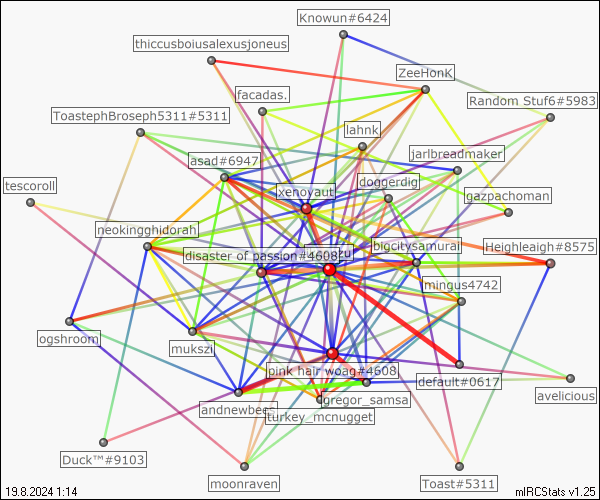 Knowun#6424
thiccusboiusalexusjoneus
ZeeHonK
facadas.
Random Stuf6#5983
ToastephBroseph5311#5311
lahnk
asad#6947
jarlbreadmaker
doggerdig
tescoroll
xenoyaut
gazpachoman
neokingghidorah
bigcitysamurai
Heighleaigh#8575
disaster of passion#4608
mingus4742
ogshroom
mukszi
pink hair woag#4608
default#0617
gregor_samsa
avelicious
andnewbees
turkey_mcnugget
Duck™#9103
moonraven
Toast#5311
19.8.2024 1:14
mIRCStats v1.25